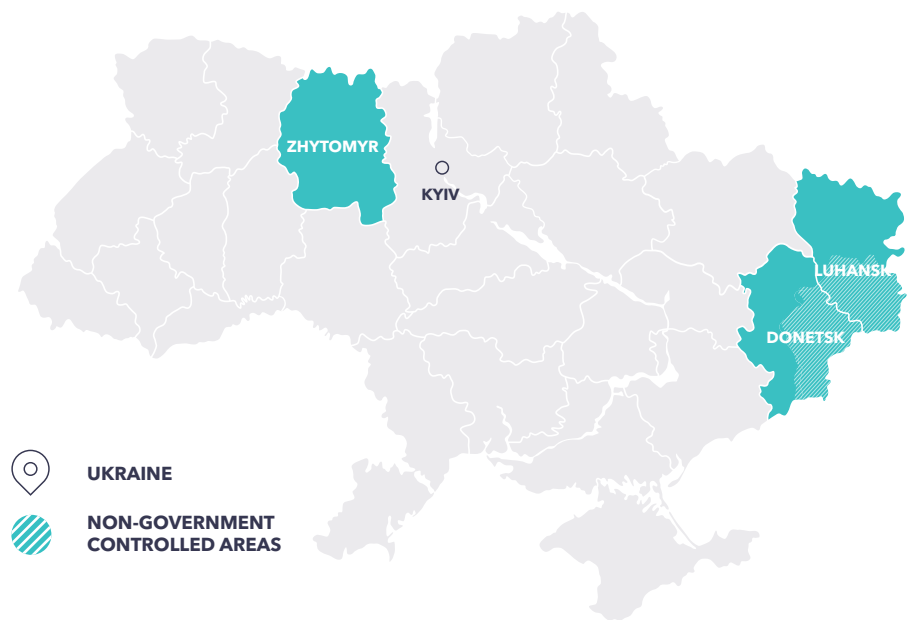 ZHYTOMYR
KYIV
LUHANSK
DONETSK
UKRAINE
NON-GOVERNMENT
CONTROLLED AREAS